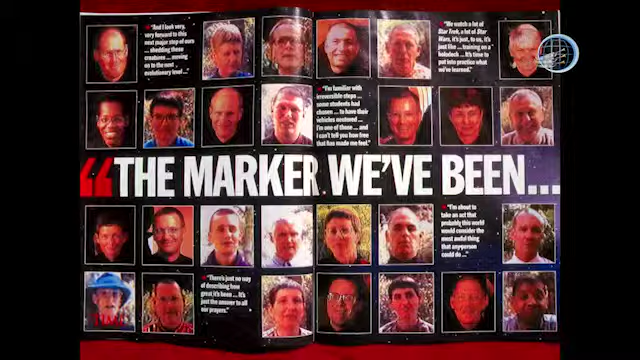 "And I look very,
very forward to this
next major step of ours
... shedding these
creatures ... moving
on to the next
evolutionary level ..."
"We watch a lot of
Star Trek, a lot of Star
Wars, it's just, to us, it's
just like ... training on a
holodeck ... It's time to
put into practice what
we've learned."
"I'm familiar with
irreversible steps ...
some students had
chosen ... to have their
vehicles neutered ...
I'm one of those ... and
I can't tell you how free
that has made me feel."
"THE MARKER WE'VE BEEN...
"I'm about to
take an act that
probably this world
would consider the
most awful thing
that any person
could do ..."
"There's just no way
of describing how
great it's been ... It's
just the answer to all
our prayers."